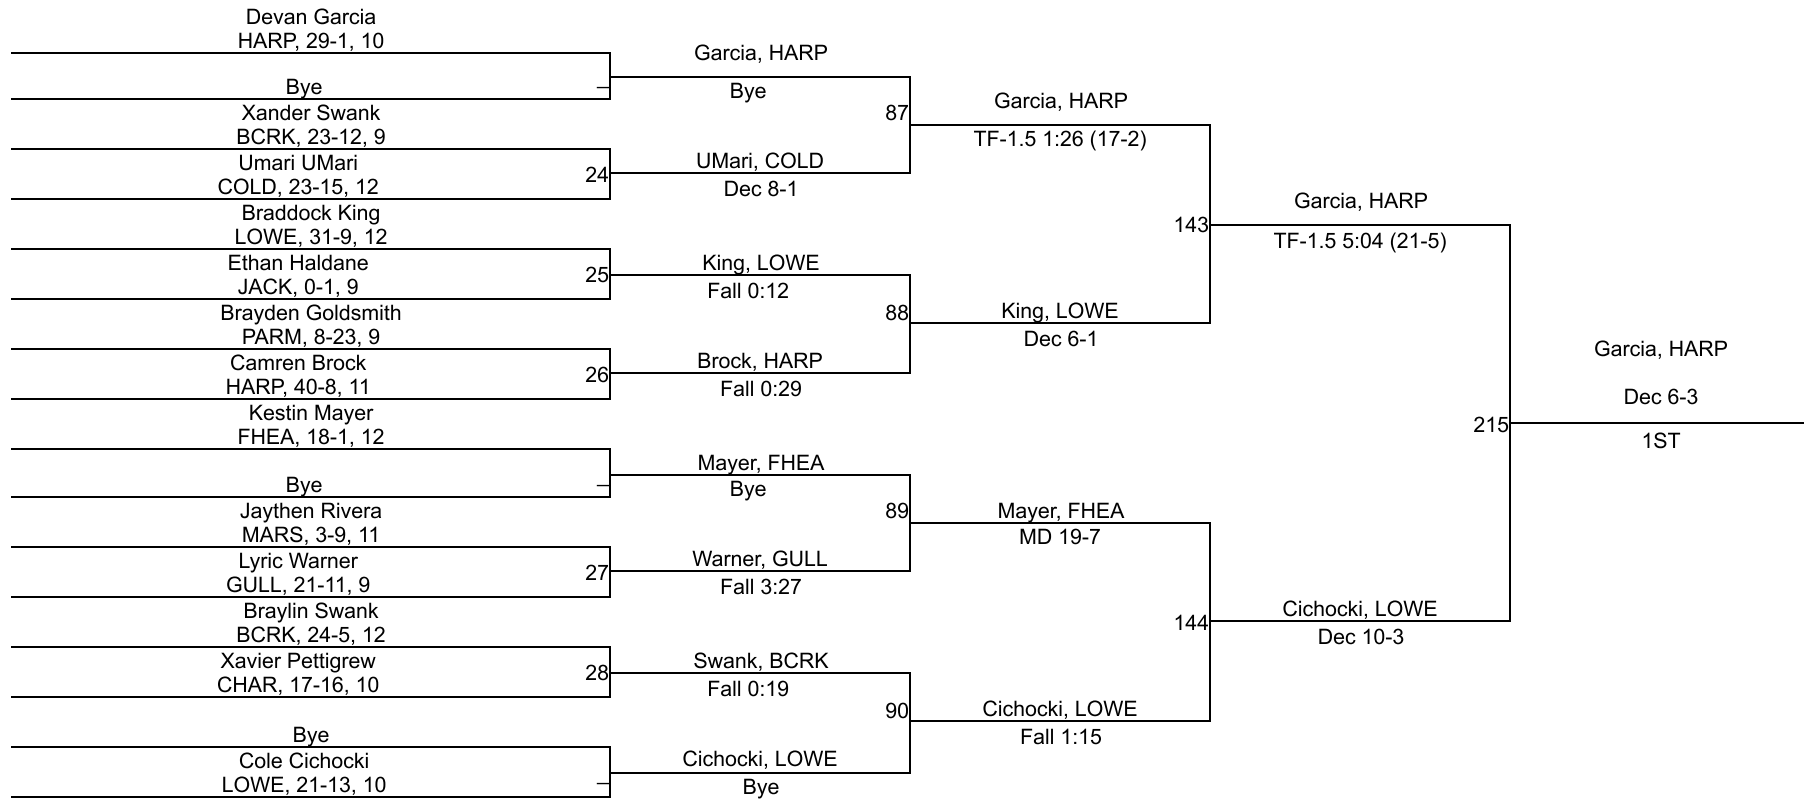 Devan Garcia
HARP, 29-1, 10
Bye
Xander Swank
BCRK, 23-12, 9
Umari UMari
COLD, 23-15, 12
Braddock King
LOWE, 31-9, 12
Ethan Haldane
JACK, 0-1, 9
Brayden Goldsmith
PARM, 8-23, 9
Camren Brock
HARP, 40-8, 11
Kestin Mayer
FHEA, 18-1, 12
Bye
Jaythen Rivera
MARS, 3-9, 11
Lyric Warner
GULL, 21-11, 9
Braylin Swank
BCRK, 24-5, 12
Xavier Pettigrew
CHAR, 17-16, 10
Bye
Cole Cichocki
LOWE, 21-13, 10
–
24
25
26
–
27
28
–
Garcia, HARP
Bye
UMari, COLD
Dec 8-1
King, LOWE
Fall 0:12
Brock, HARP
Fall 0:29
Mayer, FHEA
Bye
Warner, GULL
Fall 3:27
Swank, BCRK
Fall 0:19
Cichocki, LOWE
Bye
87
88
89
90
Garcia, HARP
TF-1.5 1:26 (17-2)
King, LOWE
Dec 6-1
Mayer, FHEA
MD 19-7
Cichocki, LOWE
Fall 1:15
143
144
Garcia, HARP
TF-1.5 5:04 (21-5)
Cichocki, LOWE
Dec 10-3
215
Garcia, HARP
Dec 6-3
1ST